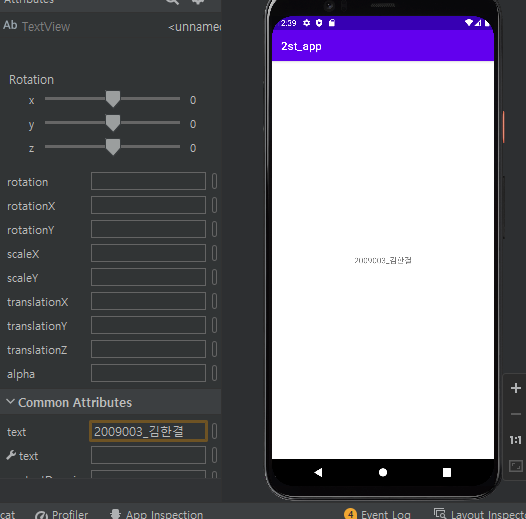 Attributes
Ab TextView <unnamed
Rotation
x 0
y 0
z 0
rotation
rotationX
rotationY
scaleX
scaleY
translationX
translationY
translationZ
alpha
Common Attributes
text 2009003_김한결
text
2:39
2st_app
2009003_김한결
1:1
cat Profiler App Inspection 4 Event Log Layout Inspecto